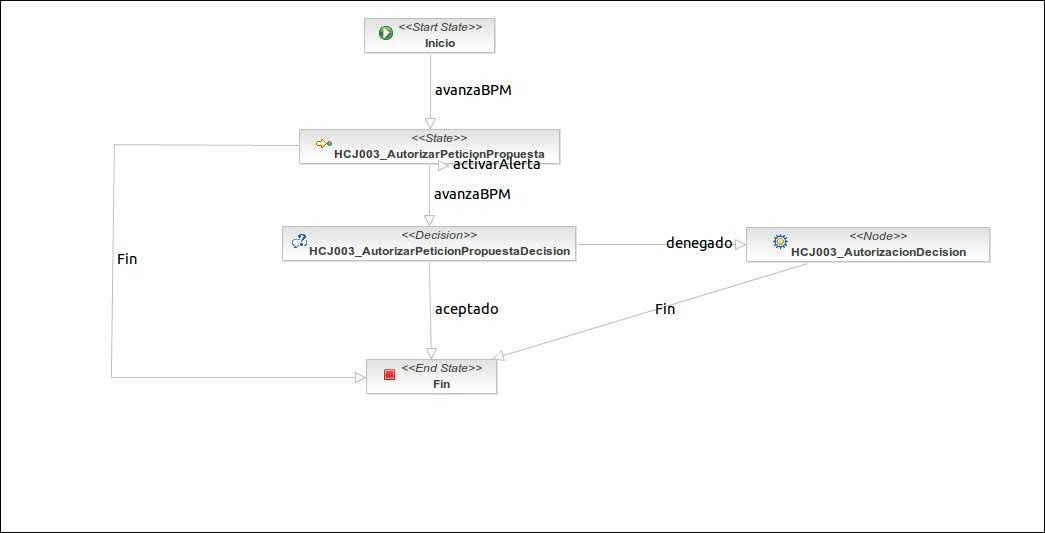 <<Start State>>
Inicio
avanzaBPM
<<State>>
HCJ003_AutorizarPeticionPropuesta
activarAlerta
avanzaBPM
<<Decision>>
HCJ003_AutorizarPeticionPropuestaDecision
denegado
<<Node>>
HCJ003_AutorizacionDecision
Fin
aceptado
Fin
<<End State>>
Fin